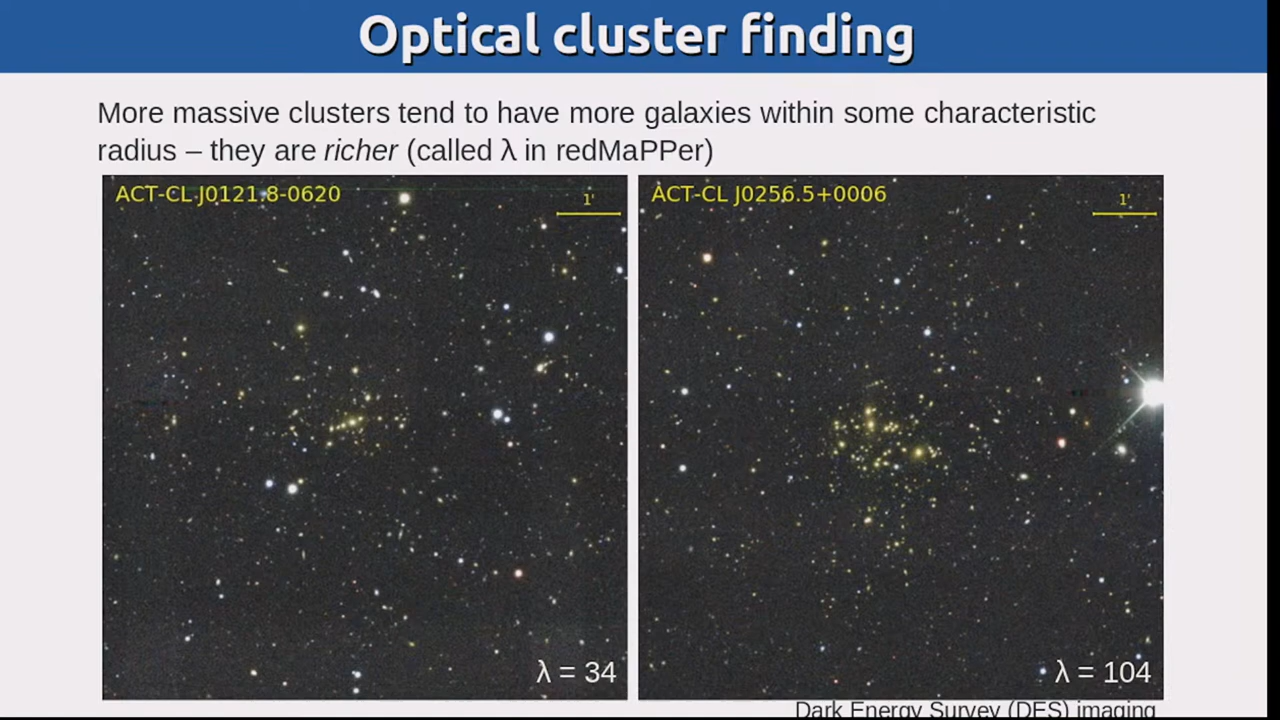 Optical cluster finding
More massive clusters tend to have more galaxies within some characteristic
radius – they are richer (called λ in redMaPPer)
ACT-CL J0121.8-0620
1'
ACT-CL J0256.5+0006
1'
λ = 34
λ = 104
Dark Energy Survey (DES) imaging